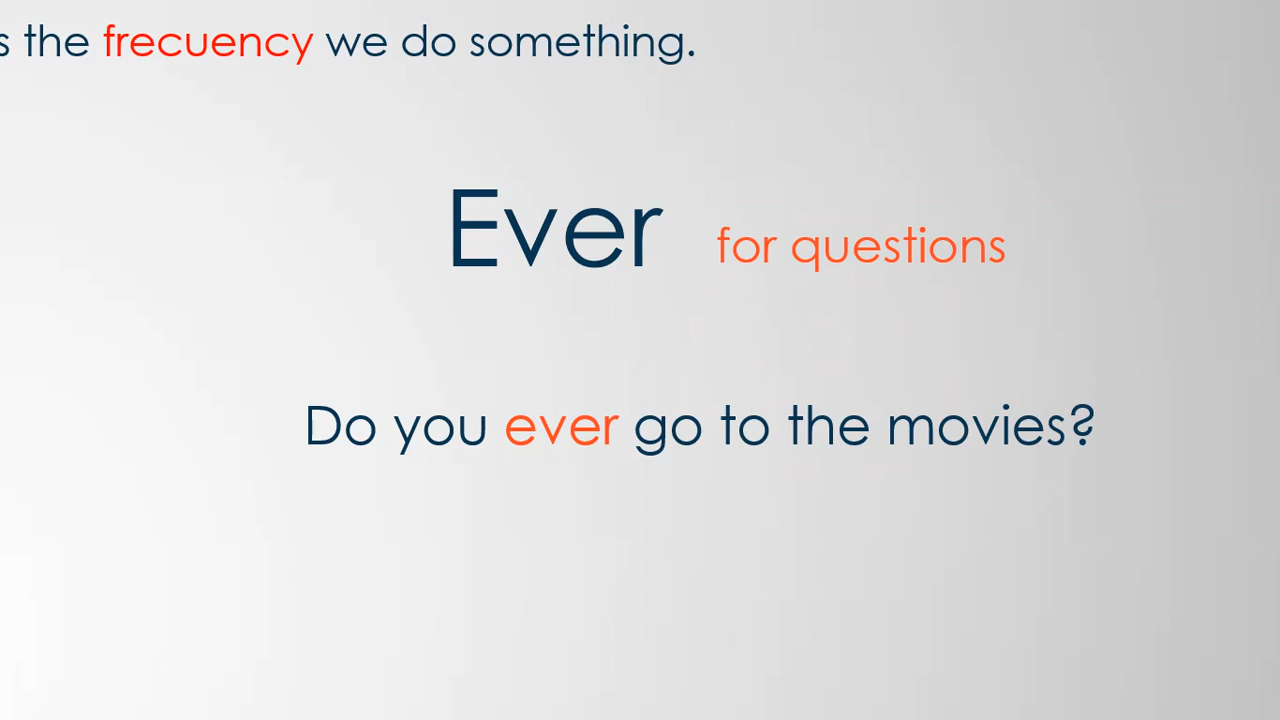 s the frecuency we do something.
Ever for questions
Do you ever go to the movies?